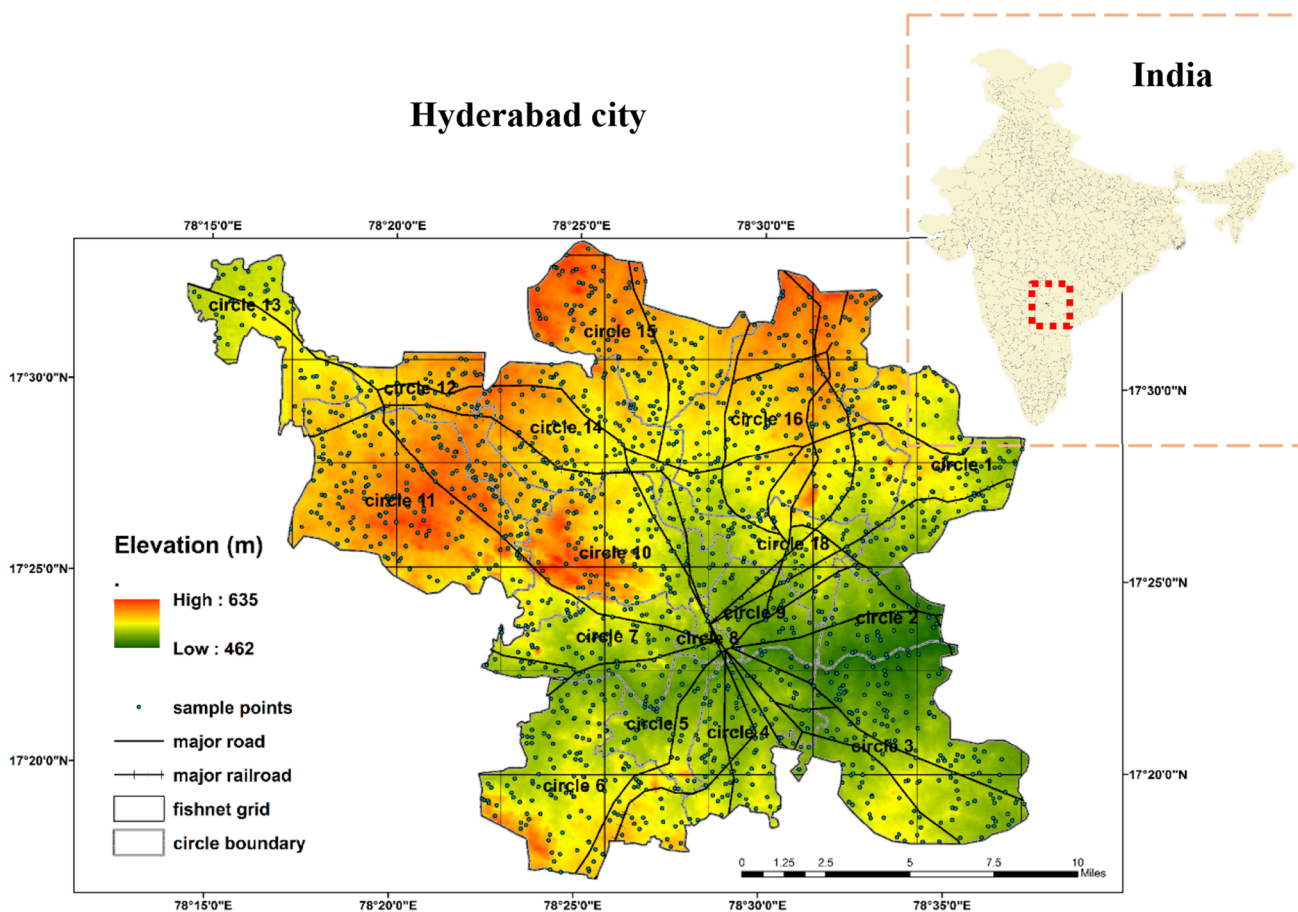 India
Hyderabad city
78°15'0"E
78°20'0"E
78°25'0"E
78°30'0"E
circle 13
circle 15
17°30'0"N
17°30'0"N
circle 12
circle 14
circle 16
circle 1
circle 11
circle 10
circle 18
Elevation (m)
High : 635
Low : 462
17°25'0"N
17°25'0"N
circle 9
circle 2
circle 7
circle 8
sample points
major road
major railroad
fishnet grid
circle boundary
circle 5
circle 4
circle 3
17°20'0"N
17°20'0"N
circle 6
0 1.25 2.5 5 7.5 10
Miles
78°15'0"E
78°20'0"E
78°25'0"E
78°30'0"E
78°35'0"E